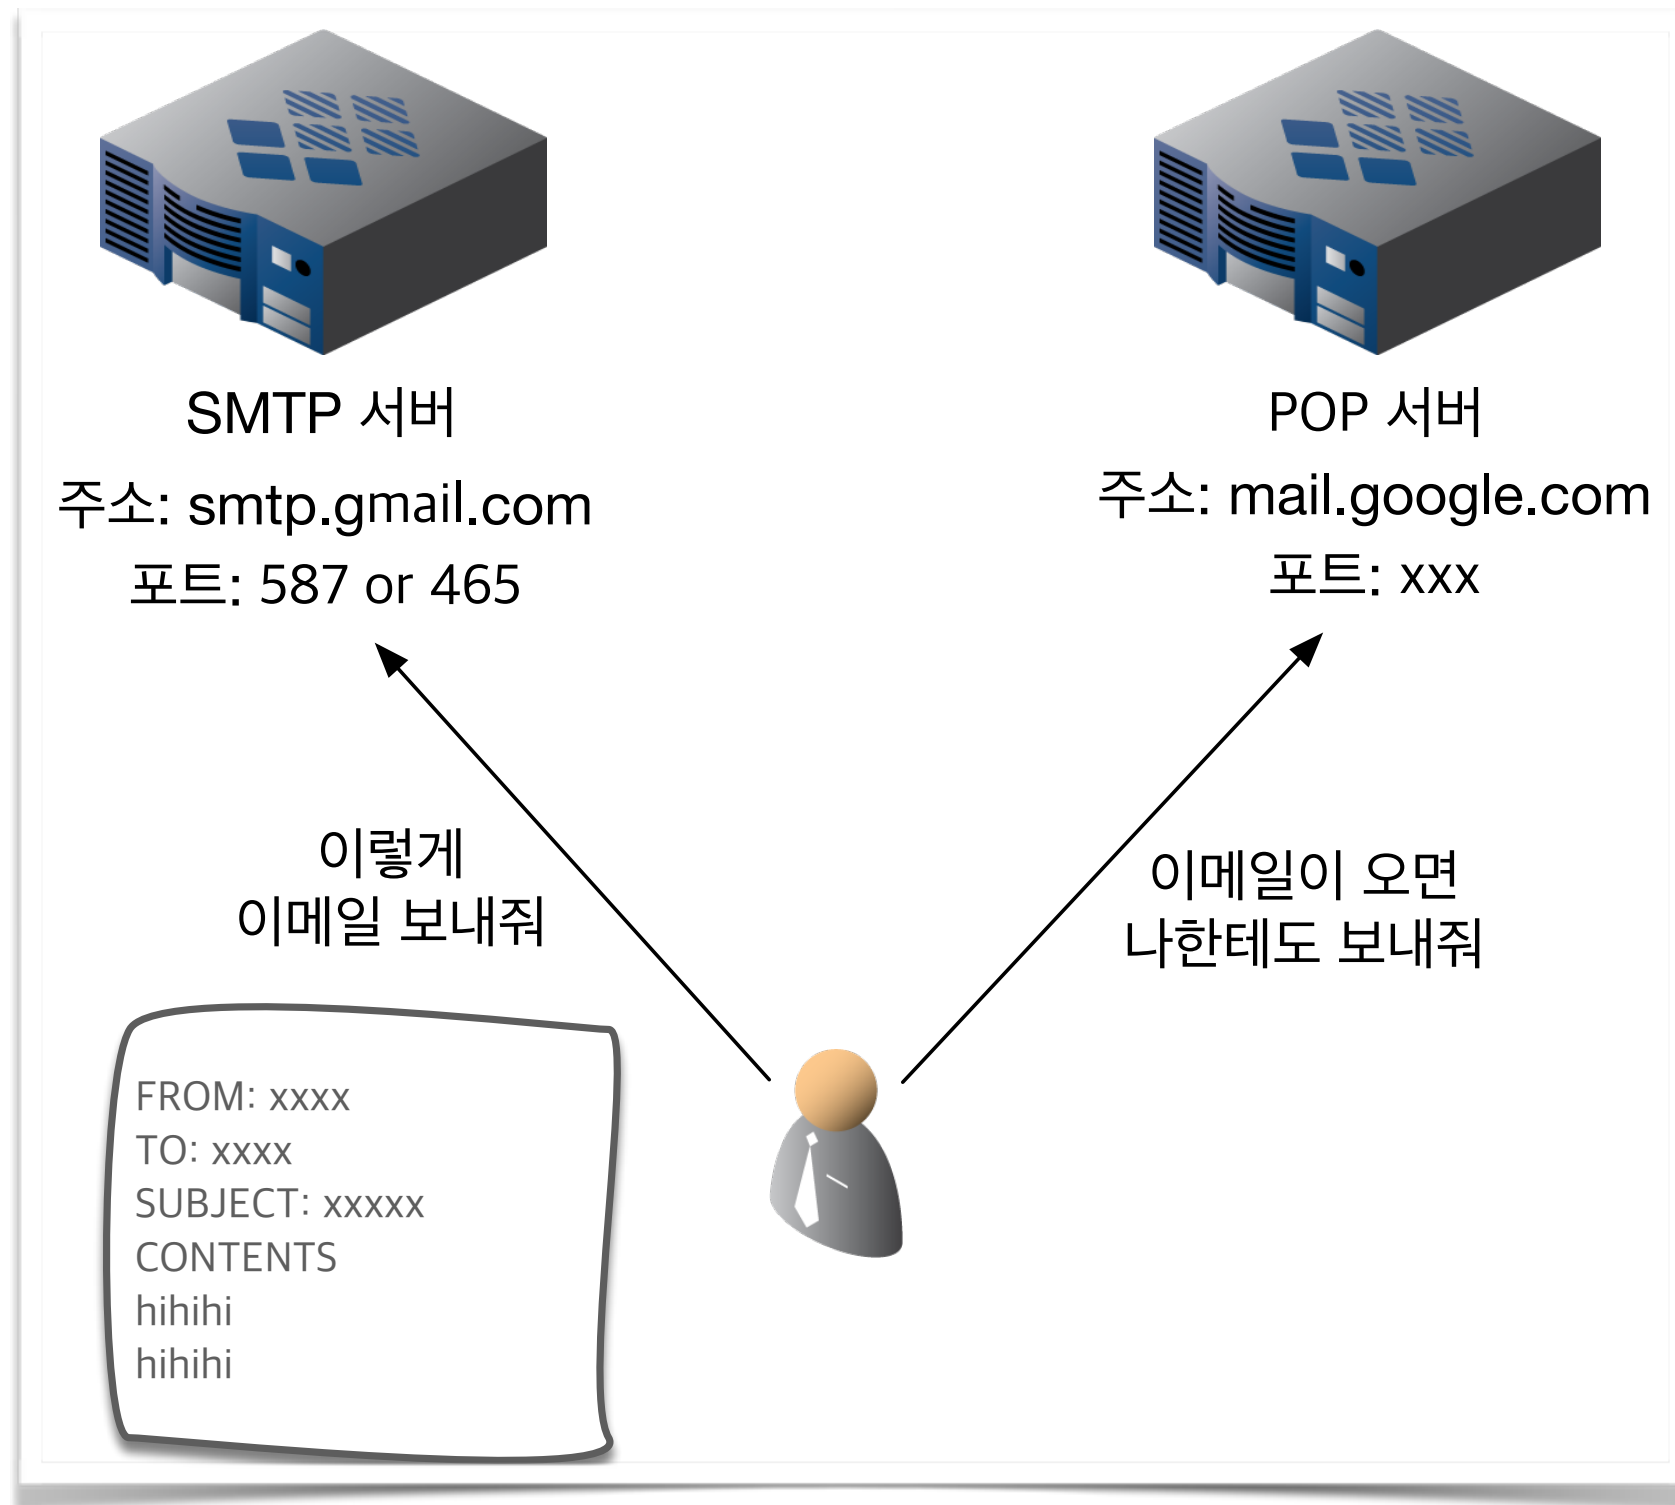 SMTP 서버
주소: smtp.gmail.com
포트: 587 or 465
POP 서버
주소: mail.google.com
포트: xxx
이렇게
이메일 보내줘
이메일이 오면
나한테도 보내줘
FROM: xxxx
TO: xxxx
SUBJECT: xxxxx
CONTENTS
hihihi
hihihi